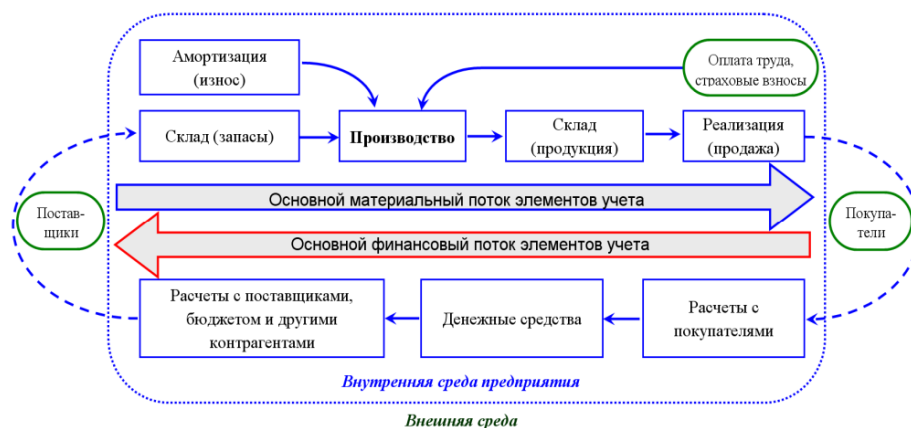 Амортизация
(износ)
Оплата труда,
страховые взносы
Склад (запасы)
Производство
Склад
(продукция)
Реализация
(продажа)
Основной материальный поток элементов учета
Постав-
щики
Покупа-
тели
Основной финансовый поток элементов учета
Расчеты с поставщиками,
бюджетом и другими
контрагентами
Денежные средства
Расчеты с
покупателями
Внутренняя среда предприятия
Внешняя среда